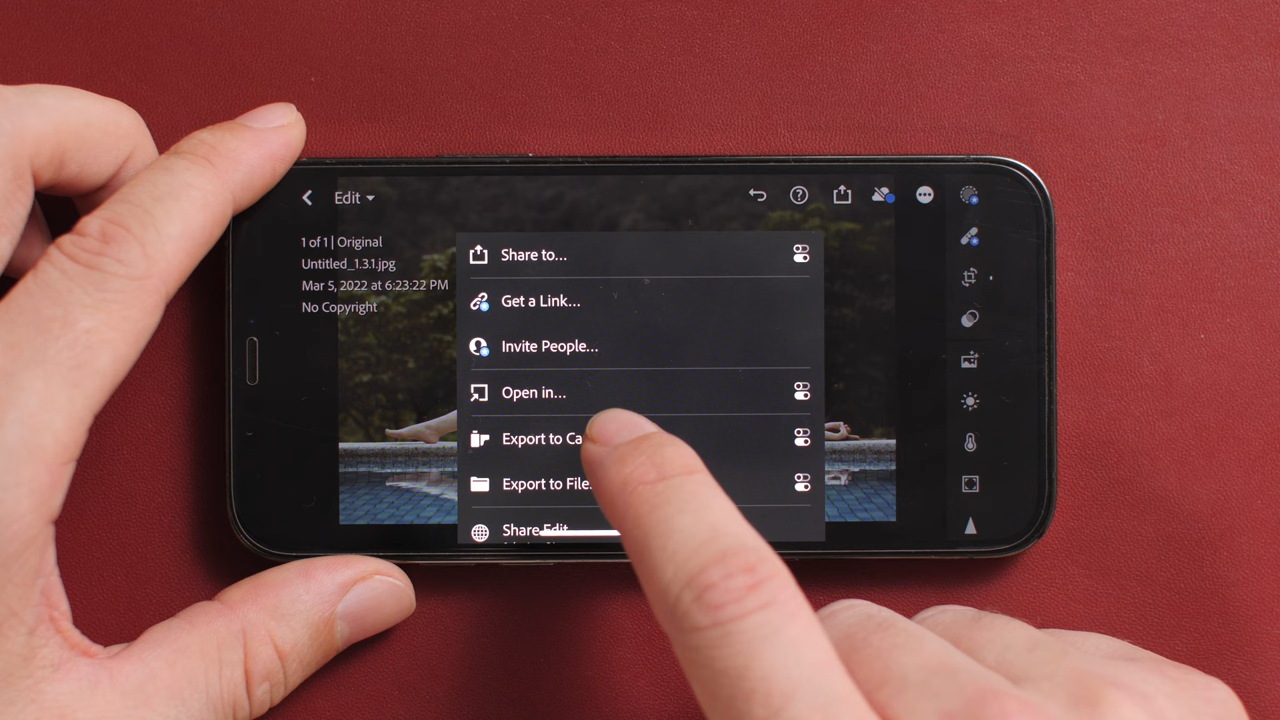 Edit
1 of 1 | Original
Untitled_1.3.1.jpg
Mar 5, 2022 at 6:23:22 PM
No Copyright
Share to...
Get a Link...
Invite People...
Open in...
Export to Ca
Export to File
Share Edit